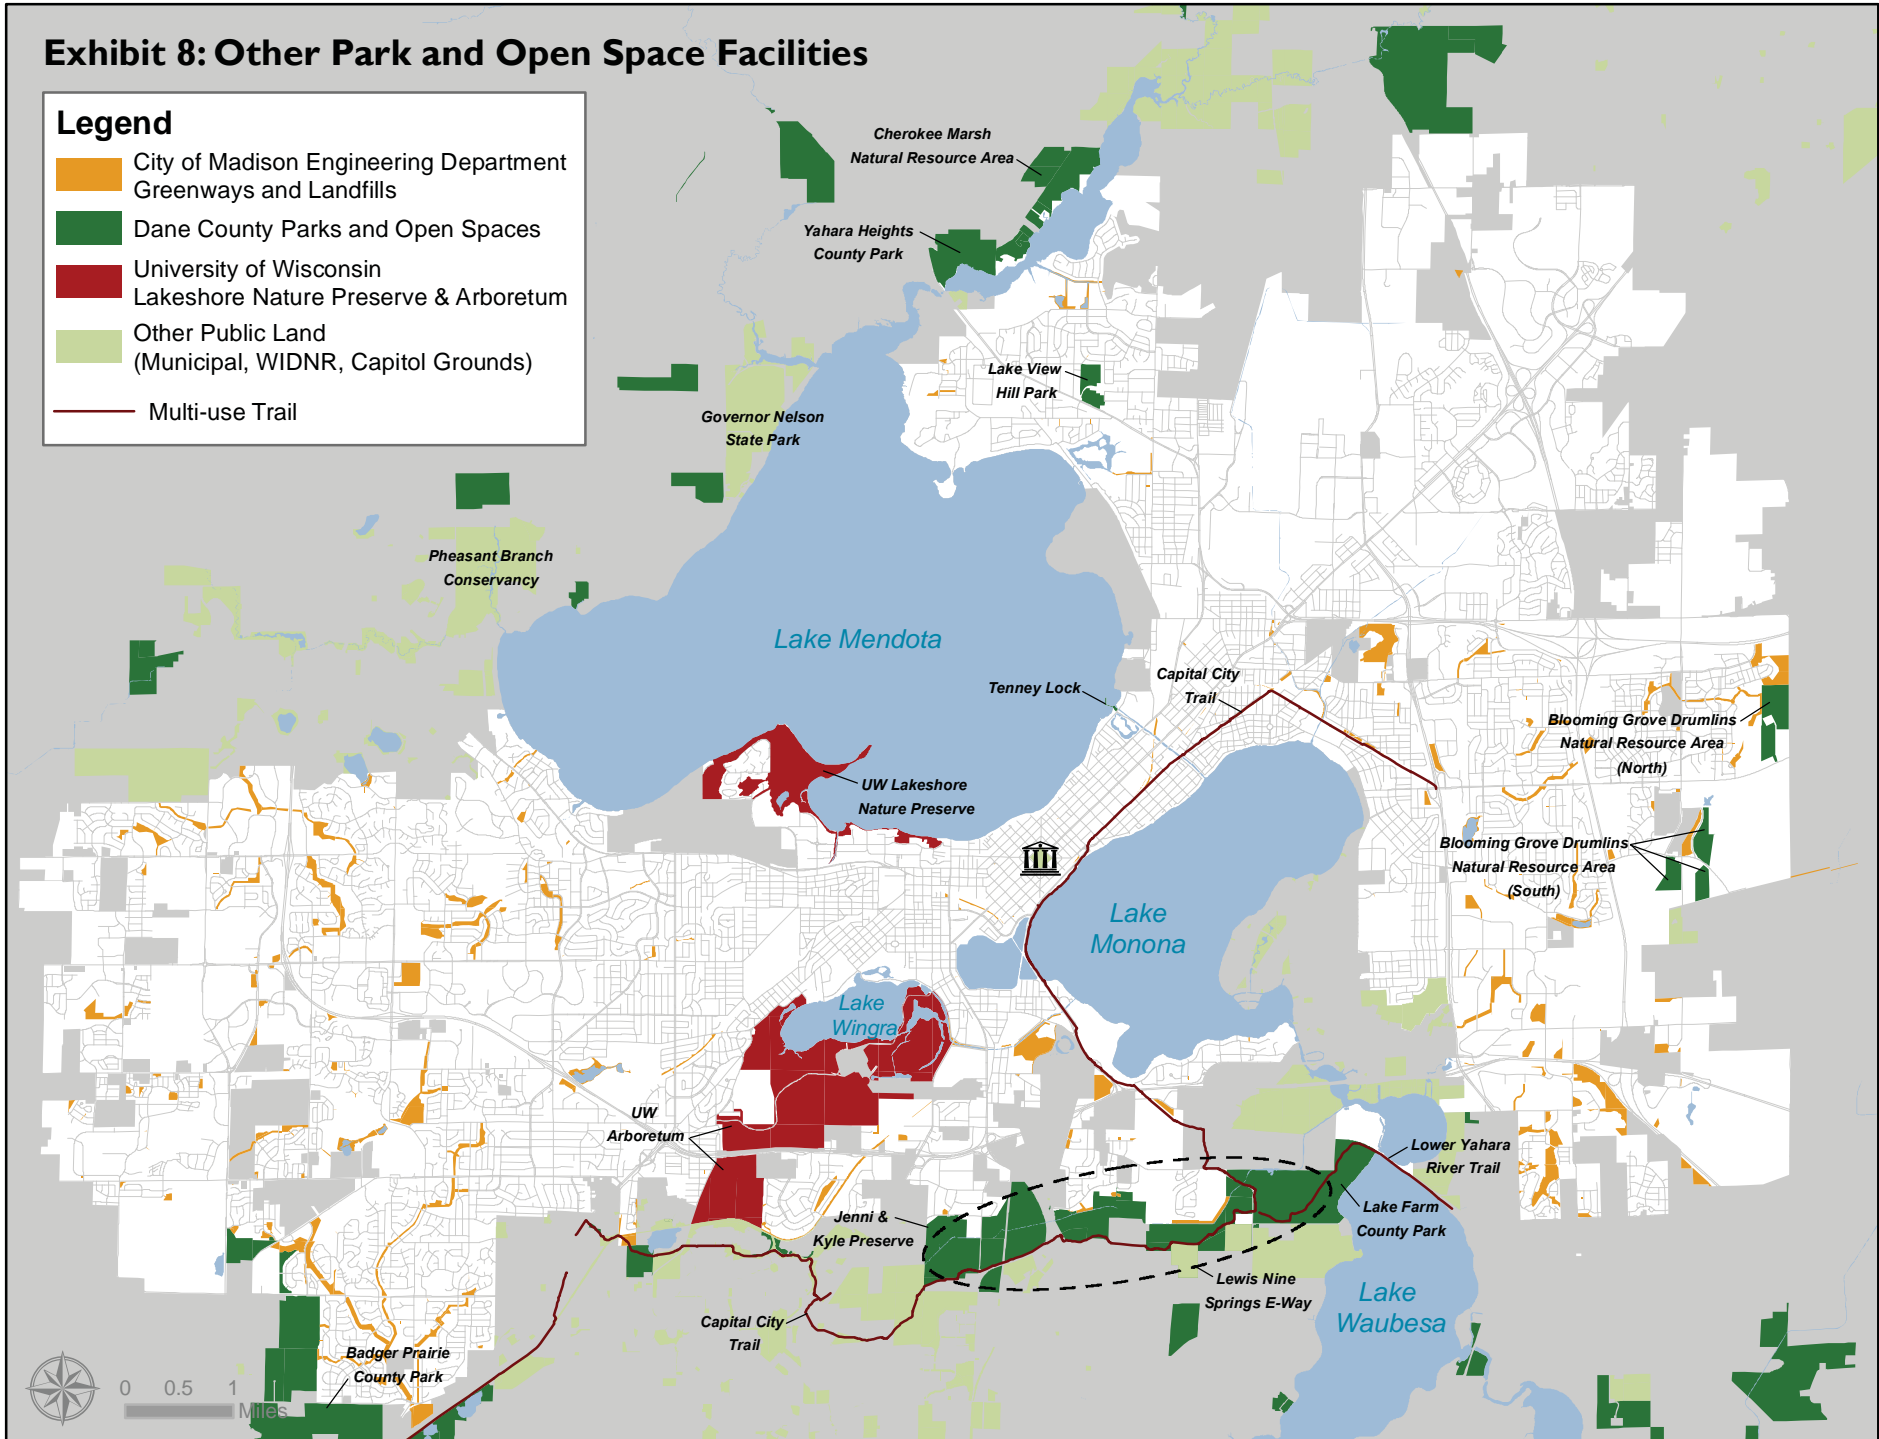 Exhibit 8: Other Park and Open Space Facilities
Legend
City of Madison Engineering Department
Greenways and Landfills
Dane County Parks and Open Spaces
University of Wisconsin
Lakeshore Nature Preserve & Arboretum
Other Public Land
(Municipal, WIDNR, Capitol Grounds)
Multi-use Trail
Cherokee Marsh
Natural Resource Area
Yahara Heights
County Park
Lake View
Hill Park
Governor Nelson
State Park
Pheasant Branch
Conservancy
Lake Mendota
Tenney Lock
Capital City
Trail
Blooming Grove Drumlins
Natural Resource Area
(North)
UW Lakeshore
Nature Preserve
Blooming Grove Drumlins
Natural Resource Area
(South)
Lake
Monona
Lake
Wingra
UW
Arboretum
Lower Yahara
River Trail
Jenni &
Kyle Preserve
Lake Farm
County Park
Lewis Nine
Springs E-Way
Lake
Waubesa
Capital City
Trail
Badger Prairie
County Park
0 0.5 1
Miles